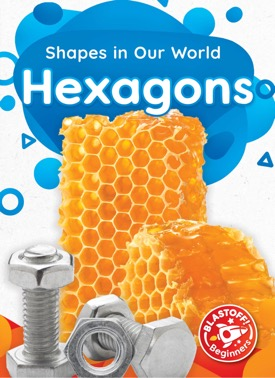 Shapes in Our World
Hexagons
BLASTOFF!
Beginners